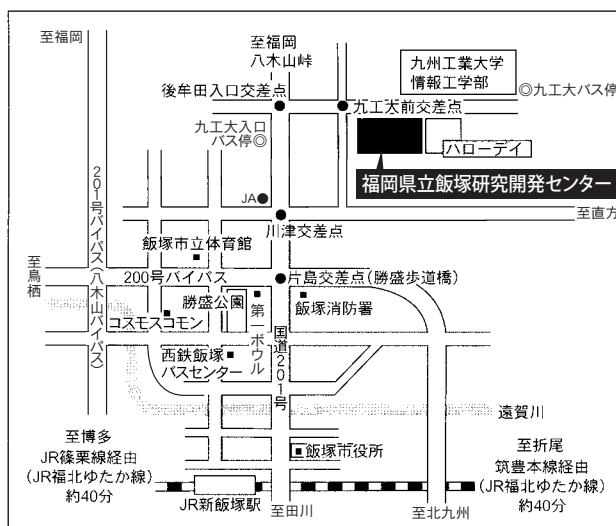 至福岡
至福岡
八木山峠
九州工業大学
情報工学部
後牟田入口交差点
九工大前交差点
◎九工大バス停
九工大入口
バス停◎
ハローデイ
福岡県立飯塚研究開発センター
JA●
川津交差点
至直方
201号バイパス(八木山バイパス)
飯塚市立体育館
至鳥栖
200号バイパス
片島交差点(勝盛歩道橋)
勝盛公園
飯塚消防署
コスモスコモン
第一ボウル
国道201号
西鉄飯塚
バスセンター
遠賀川
至博多
JR篠栗線経由
(JR福北ゆたか線)
約40分
飯塚市役所
至折尾
筑豊本線経由
(JR福北ゆたか線)
約40分
JR新飯塚駅
至田川
至北九州